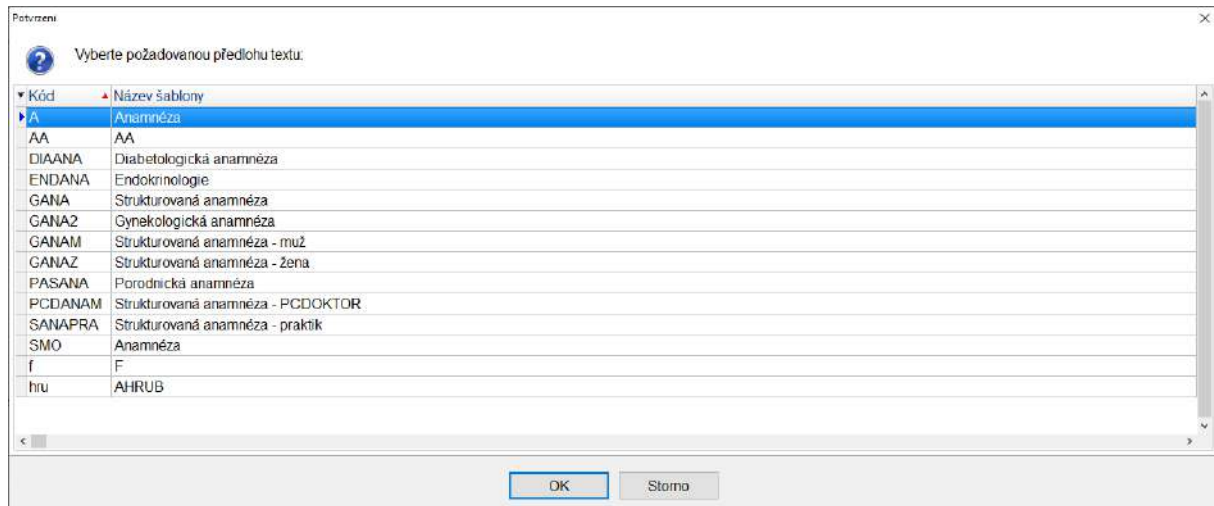 Potvrzení
Vyberte požadovanou předlohu textu:
Kód Název šablony
A Anamnéza
AA AA
DIAANA Diabetologická anamnéza
ENDANA Endokrinologie
GANA Strukturovaná anamnéza
GANA2 Gynekologická anamnéza
GANAM Strukturovaná anamnéza - muž
GANAZ Strukturovaná anamnéza - žena
PASANA Porodnická anamnéza
PCDANAM Strukturovaná anamnéza - PCDOKTOR
SANAPRA Strukturovaná anamnéza - praktik
SMO Anamnéza
f F
hru AHRUB
OK Storno